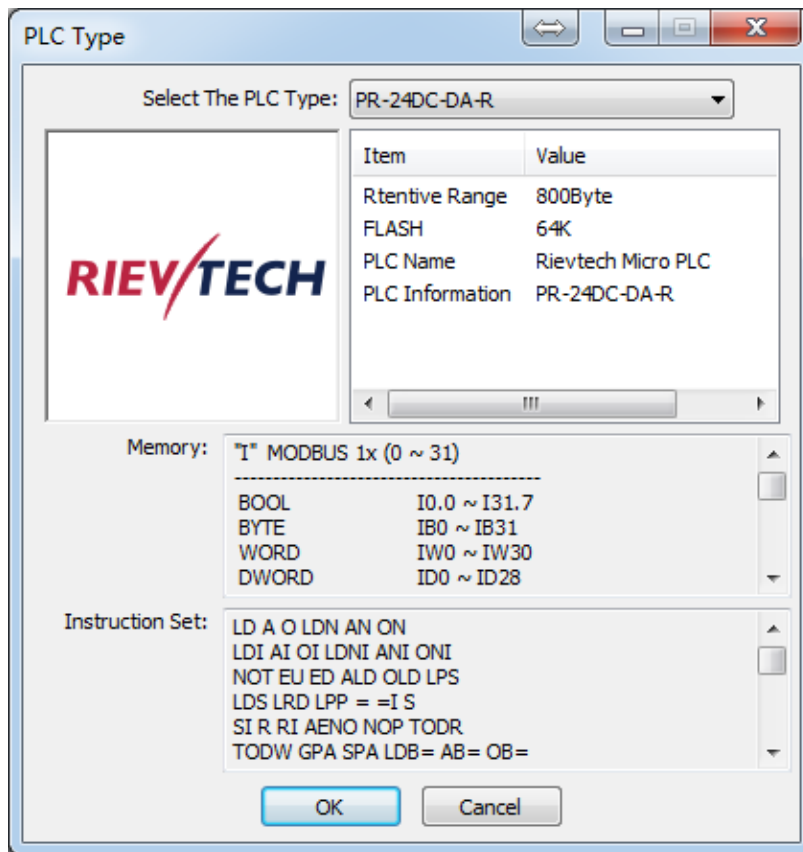 PLC Type
Select The PLC Type: PR-24DC-DA-R
RIEVTECH
Item Value
Rtentive Range 800Byte
FLASH 64K
PLC Name Rievtech Micro PLC
PLC Information PR-24DC-DA-R
Memory:
"I" MODBUS 1x (0 ~ 31)
----------------------------------------
BOOL I0.0 ~ I31.7
BYTE IB0 ~ IB31
WORD IW0 ~ IW30
DWORD ID0 ~ ID28
Instruction Set:
LD A O LDN AN ON
LDI AI OI LDNI ANI ONI
NOT EU ED ALD OLD LPS
LDS LRD LPP = =I S
SI R RI AENO NOP TODR
TODW GPA SPA LDB= AB= OB=
OK Cancel